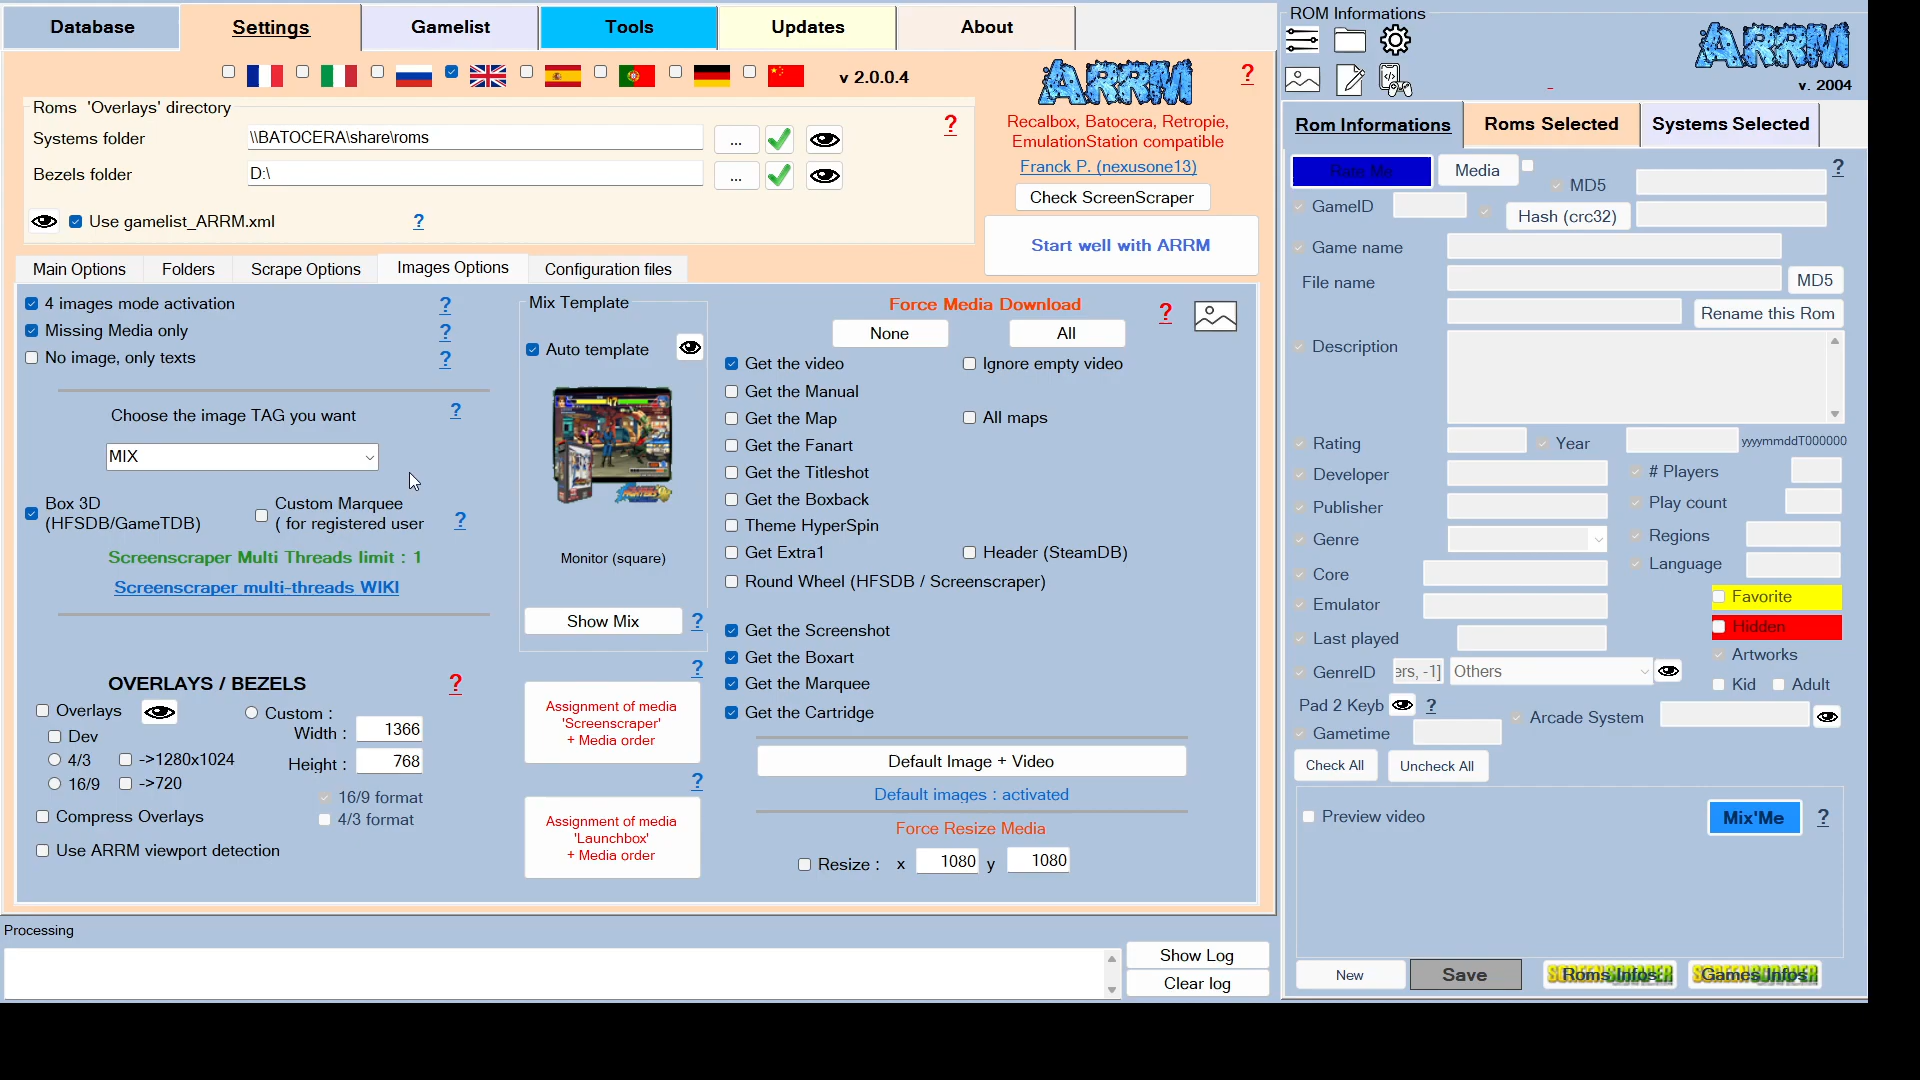 Database
Settings
Gamelist
Tools
Updates
About
v 2.0.0.4
ARRM
?
Roms 'Overlays' directory
Systems folder
\\BATOCERA\share\roms
...
?
Bezels folder
D:\
...
Use gamelist_ARRM.xml
?
Recalbox, Batocera, Retropie,
EmulationStation compatible
Franck P. (nexusone13)
Check ScreenScraper
Start well with ARRM
Main Options
Folders
Scrape Options
Images Options
Configuration files
4 images mode activation
?
Missing Media only
?
No image, only texts
?
Choose the image TAG you want
?
MIX
Box 3D
(HFSDB/GameTDB)
Custom Marquee
( for registered user
?
Screenscraper Multi Threads limit : 1
Screenscraper multi-threads WIKI
OVERLAYS / BEZELS
?
Overlays
Custom :
Width :
1366
Dev
4/3
->1280x1024
Height :
768
16/9
->720
16/9 format
4/3 format
Compress Overlays
Use ARRM viewport detection
Mix Template
Auto template
Monitor (square)
Show Mix
?
?
Assignment of media
'Screenscraper'
+ Media order
?
Assignment of media
'Launchbox'
+ Media order
Force Media Download
?
None
All
Get the video
Ignore empty video
Get the Manual
Get the Map
All maps
Get the Fanart
Get the Titleshot
Get the Boxback
Get the HyperSpin
Get Extra1
Header (SteamDB)
Round Wheel (HFSDB / Screenscraper)
Get the Screenshot
Get the Boxart
Get the Marquee
Get the Cartridge
Default Image + Video
Default images : activated
Force Resize Media
Resize :
x
1080
y
1080
Processing
Show Log
Clear log
ROM Informations
ARRM
v. 2004
Rom Informations
Roms Selected
Systems Selected
Rate Me
Media
MD5
?
GameID
Hash (crc32)
Game name
File name
MD5
Rename this Rom
Description
Rating
Year
yyyymmddT000000
Developer
# Players
Publisher
Play count
Genre
Regions
Core
Language
Emulator
Favorite
Hidden
Last played
Artworks
GenreID
ers, -1]
Others
Kid
Adult
Pad 2 Keyb
?
Arcade System
Gametime
Check All
Uncheck All
Preview video
Mix'Me
?
New
Save
Roms Infos
Games Infos